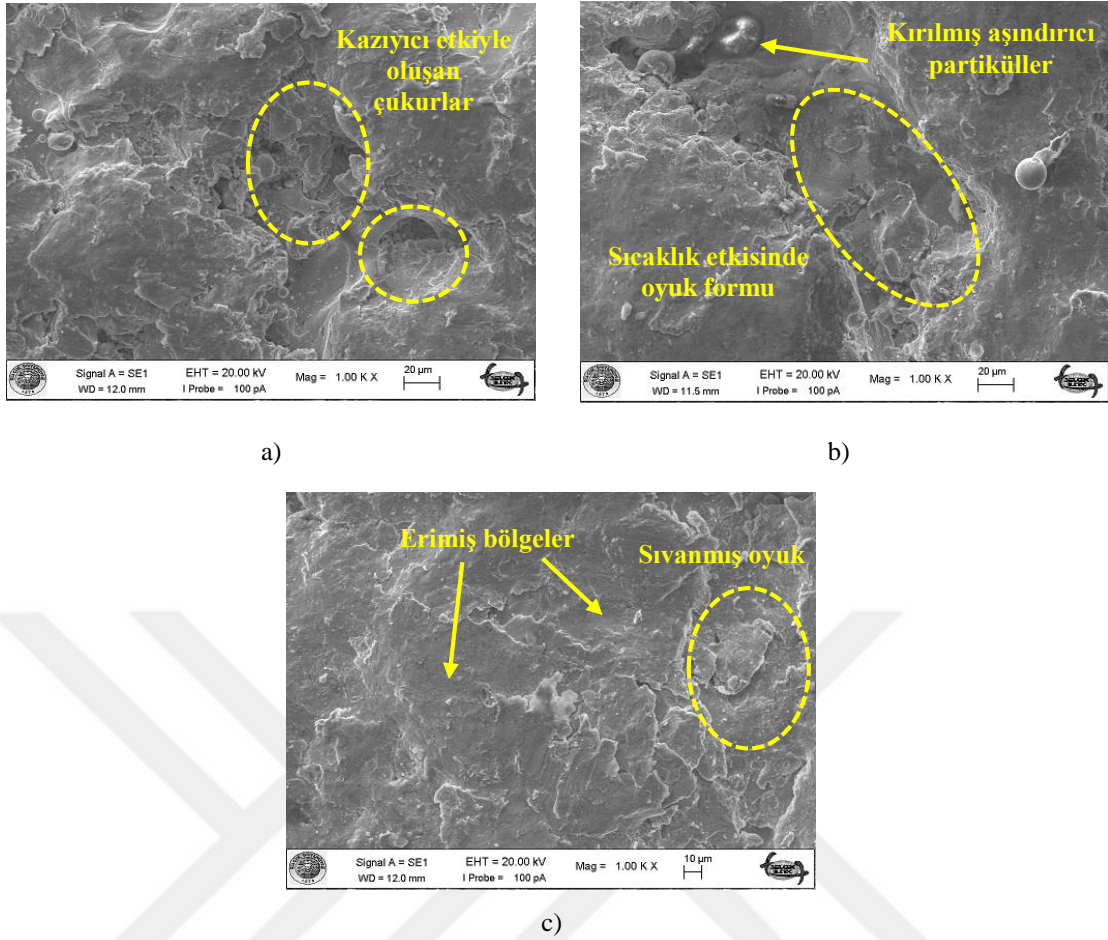 Kazıyıcı etkiyle
oluşan
çukurlar
Signal A = SE1 EHT = 20.00 kV Mag = 1.00 K X 20 µm
WD = 12.0 mm I Probe = 100 pA
a)
Kırılmış aşındırıcı
partiküller
Sıcaklık etkisinde
oyuk formu
Signal A = SE1 EHT = 20.00 kV Mag = 1.00 K X 20 µm
WD = 11.5 mm I Probe = 100 pA
b)
Erimiş bölgeler
Sıvanmış oyuk
Signal A = SE1 EHT = 20.00 kV Mag = 1.00 K X 10 µm
WD = 12.0 mm I Probe = 100 pA
c)